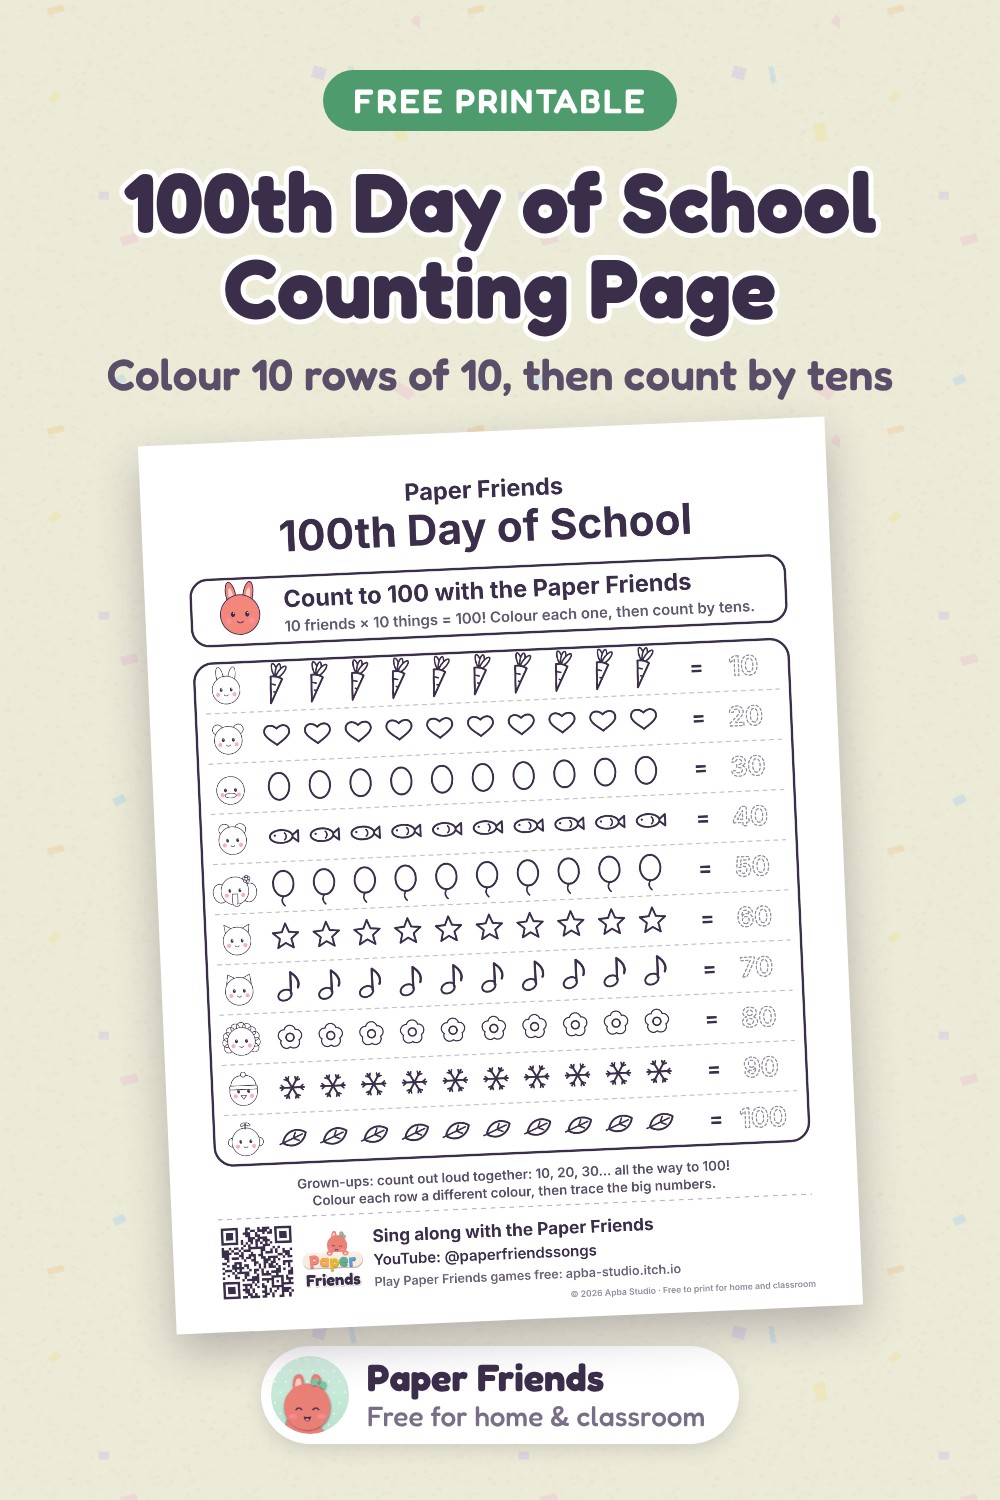 FREE PRINTABLE
100th Day of School
Counting Page
Colour 10 rows of 10, then count by tens
Paper Friends
100th Day of School
Count to 100 with the Paper Friends
10 friends × 10 things = 100! Colour each one, then count by tens.
= 10
= 20
= 30
= 40
= 50
= 60
= 70
= 80
= 90
= 100
Grown-ups: count out loud together: 10, 20, 30... all the way to 100!
Colour each row a different colour, then trace the big numbers.
Paper
Friends
Sing along with the Paper Friends
YouTube: @paperfriendssongs
Play Paper Friends games free: apba-studio.itch.io
© 2026 Apba Studio · Free to print for home and classroom
Paper Friends
Free for home & classroom